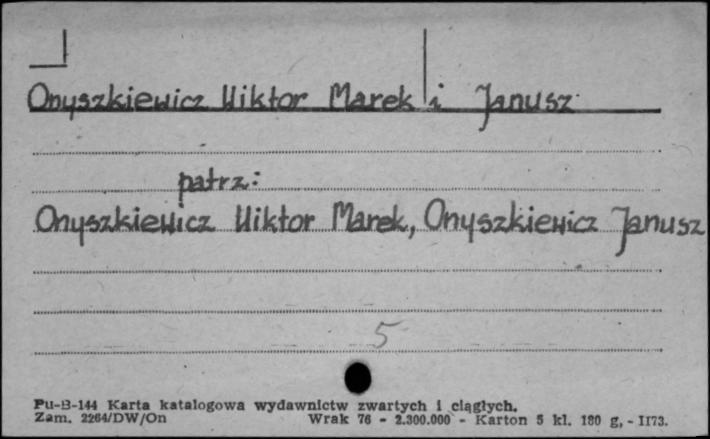 Onyszkiewicz Wiktor Marek i Janusz
patrz:
Onyszkiewicz Wiktor Marek, Onyszkiewicz Janusz
5
Pu-B-144 Karta katalogowa wydawnictw zwartych i ciągłych.
Zam. 2264/DW/On Wrak 76 - 2.300.000 - Karton 5 kl. 180 g, - II73.